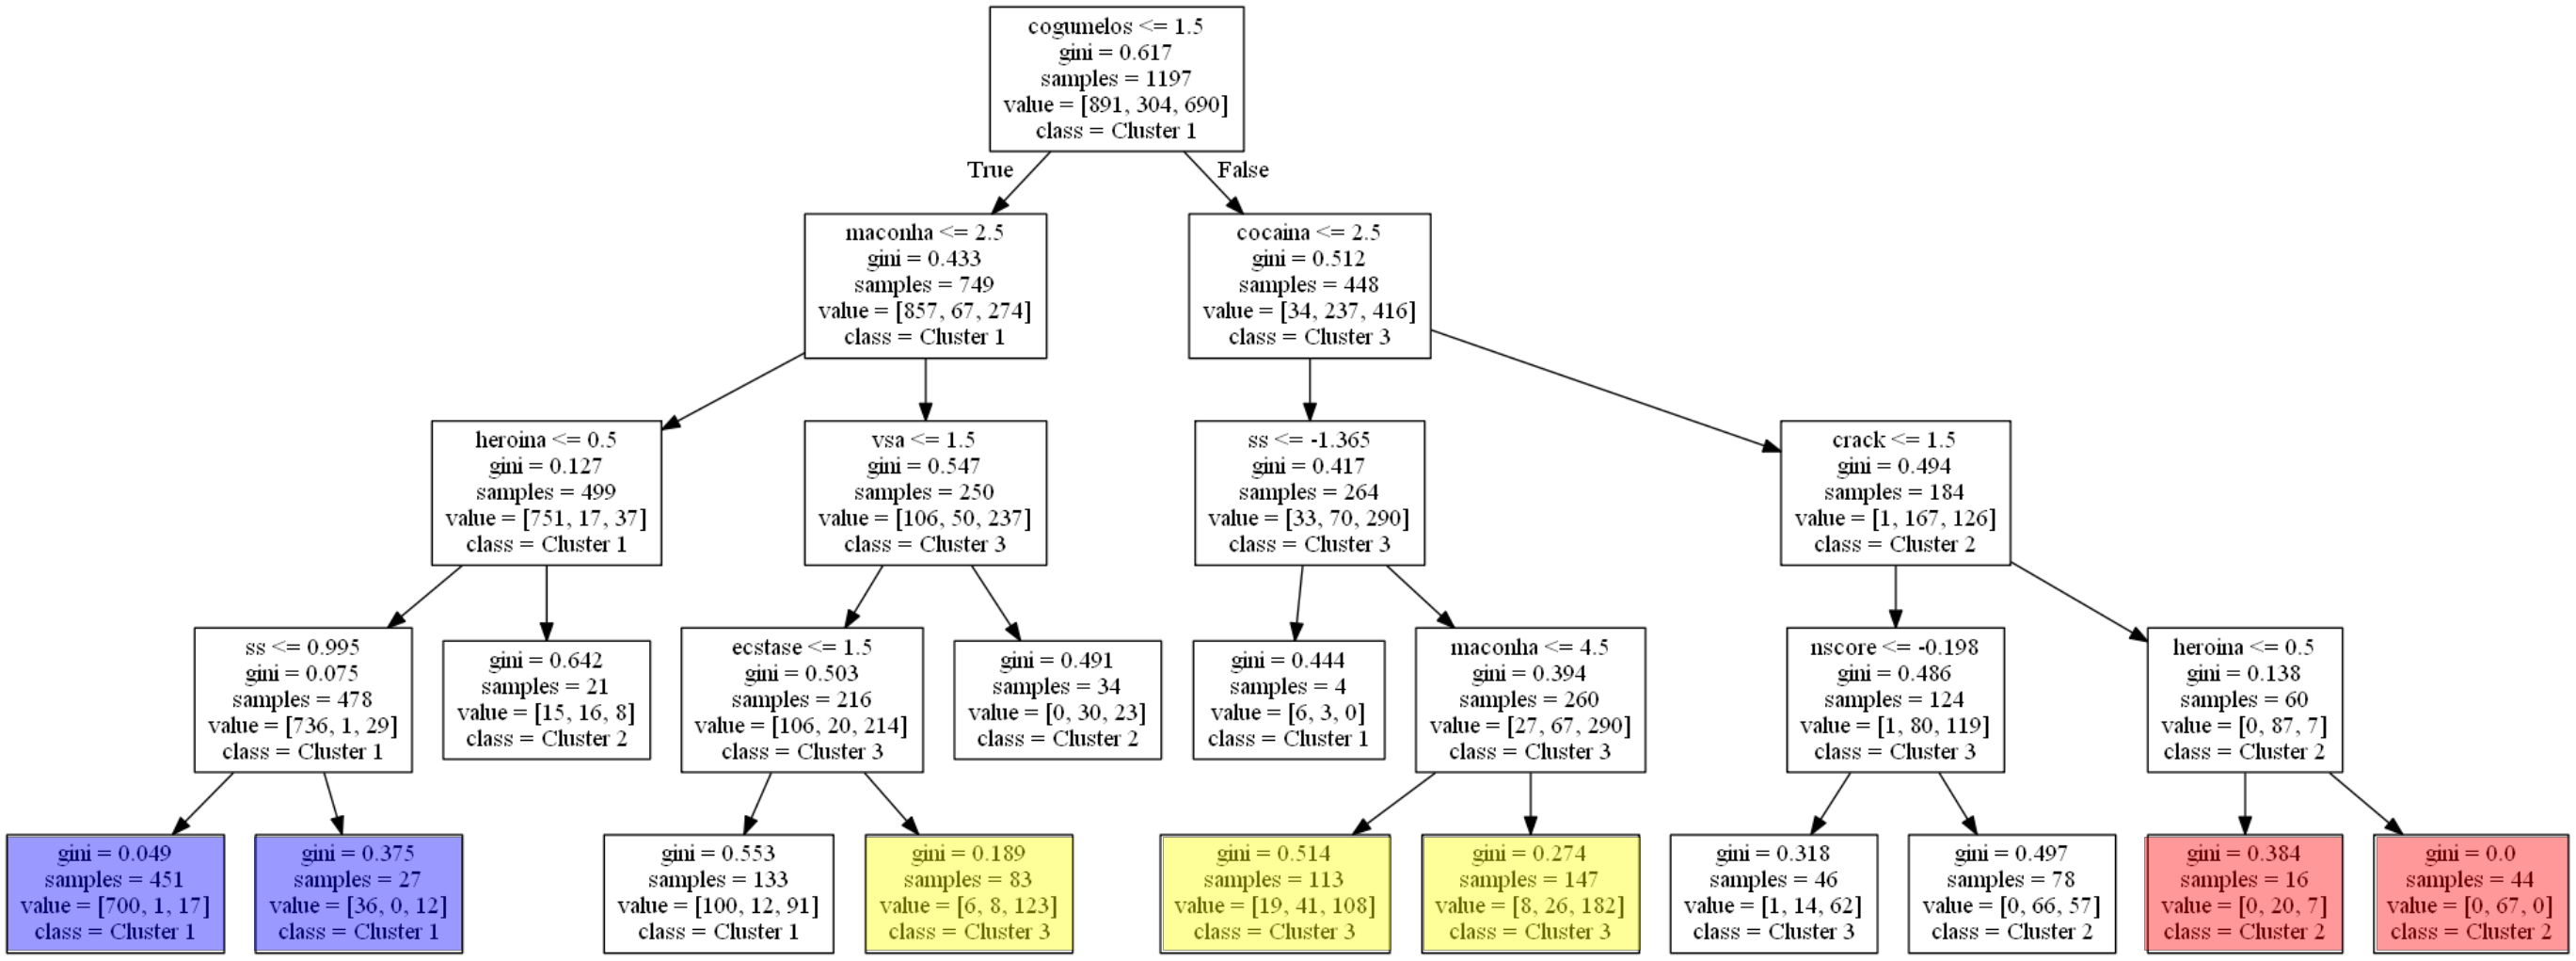 cogumelos <= 1.5
gini = 0.617
samples = 1197
value = [891, 304, 690]
class = Cluster 1
True
False
maconha <= 2.5
gini = 0.433
samples = 749
value = [857, 67, 274]
class = Cluster 1
cocaina <= 2.5
gini = 0.512
samples = 448
value = [34, 237, 416]
class = Cluster 3
heroina <= 0.5
gini = 0.127
samples = 499
value = [751, 17, 37]
class = Cluster 1
vsa <= 1.5
gini = 0.547
samples = 250
value = [106, 50, 237]
class = Cluster 3
ss <= -1.365
gini = 0.417
samples = 264
value = [33, 70, 290]
class = Cluster 3
crack <= 1.5
gini = 0.494
samples = 184
value = [1, 167, 126]
class = Cluster 2
ss <= 0.995
gini = 0.075
samples = 478
value = [736, 1, 29]
class = Cluster 1
gini = 0.642
samples = 21
value = [15, 16, 8]
class = Cluster 2
ecstase <= 1.5
gini = 0.503
samples = 216
value = [106, 20, 214]
class = Cluster 3
gini = 0.491
samples = 34
value = [0, 30, 23]
class = Cluster 2
gini = 0.444
samples = 4
value = [6, 3, 0]
class = Cluster 1
maconha <= 4.5
gini = 0.394
samples = 260
value = [27, 67, 290]
class = Cluster 3
nscore <= -0.198
gini = 0.486
samples = 124
value = [1, 80, 119]
class = Cluster 3
heroina <= 0.5
gini = 0.138
samples = 60
value = [0, 87, 7]
class = Cluster 2
gini = 0.049
samples = 451
value = [700, 1, 17]
class = Cluster 1
gini = 0.375
samples = 27
value = [36, 0, 12]
class = Cluster 1
gini = 0.553
samples = 133
value = [100, 12, 91]
class = Cluster 1
gini = 0.189
samples = 83
value = [6, 8, 123]
class = Cluster 3
gini = 0.514
samples = 113
value = [19, 41, 108]
class = Cluster 3
gini = 0.274
samples = 147
value = [8, 26, 182]
class = Cluster 3
gini = 0.318
samples = 46
value = [1, 14, 62]
class = Cluster 3
gini = 0.497
samples = 78
value = [0, 66, 57]
class = Cluster 2
gini = 0.384
samples = 16
value = [0, 20, 7]
class = Cluster 2
gini = 0.0
samples = 44
value = [0, 67, 0]
class = Cluster 2